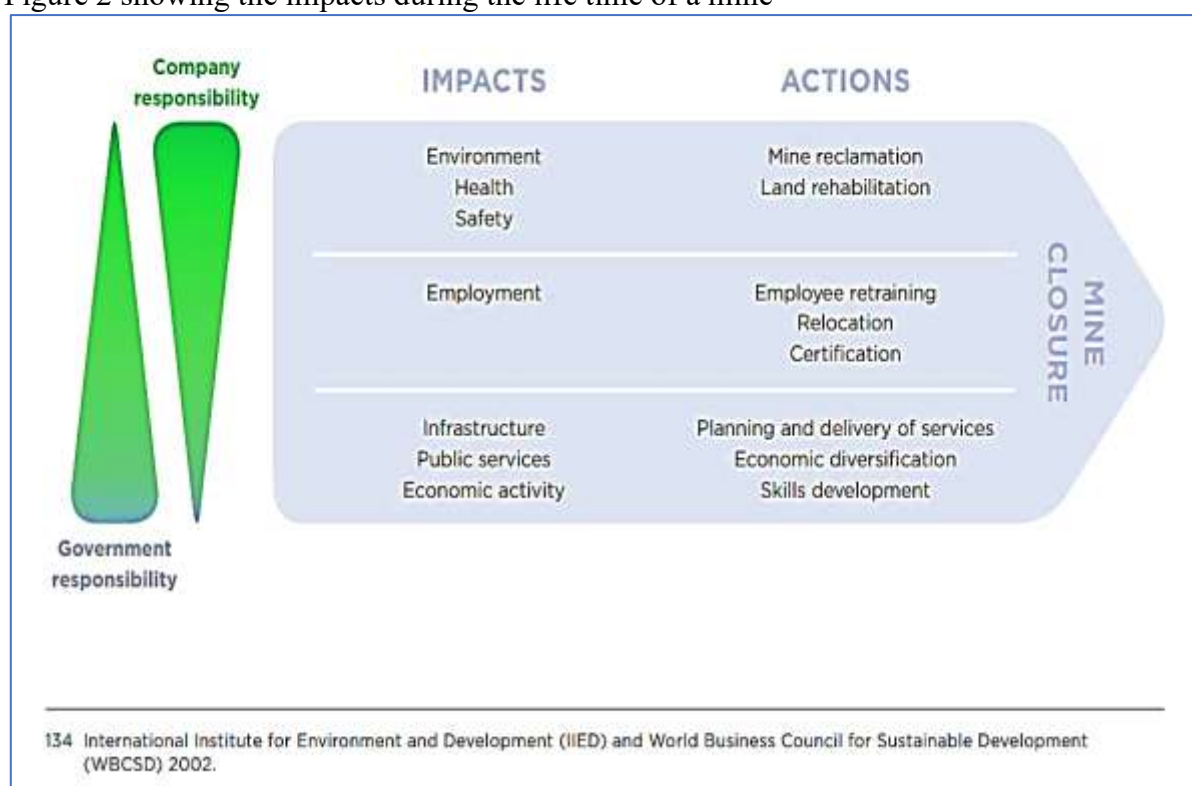 Figure 2 showing the impacts during the life time of a mine
Company
responsibility
IMPACTS
ACTIONS
Environment
Health
Safety
Mine reclamation
Land rehabilitation
Employment
Employee retraining
Relocation
Certification
Infrastructure
Public services
Economic activity
Planning and delivery of services
Economic diversification
Skills development
MINE
CLOSURE
Government
responsibility
134 International Institute for Environment and Development (IIED) and World Business Council for Sustainable Development
(WBCSD) 2002.